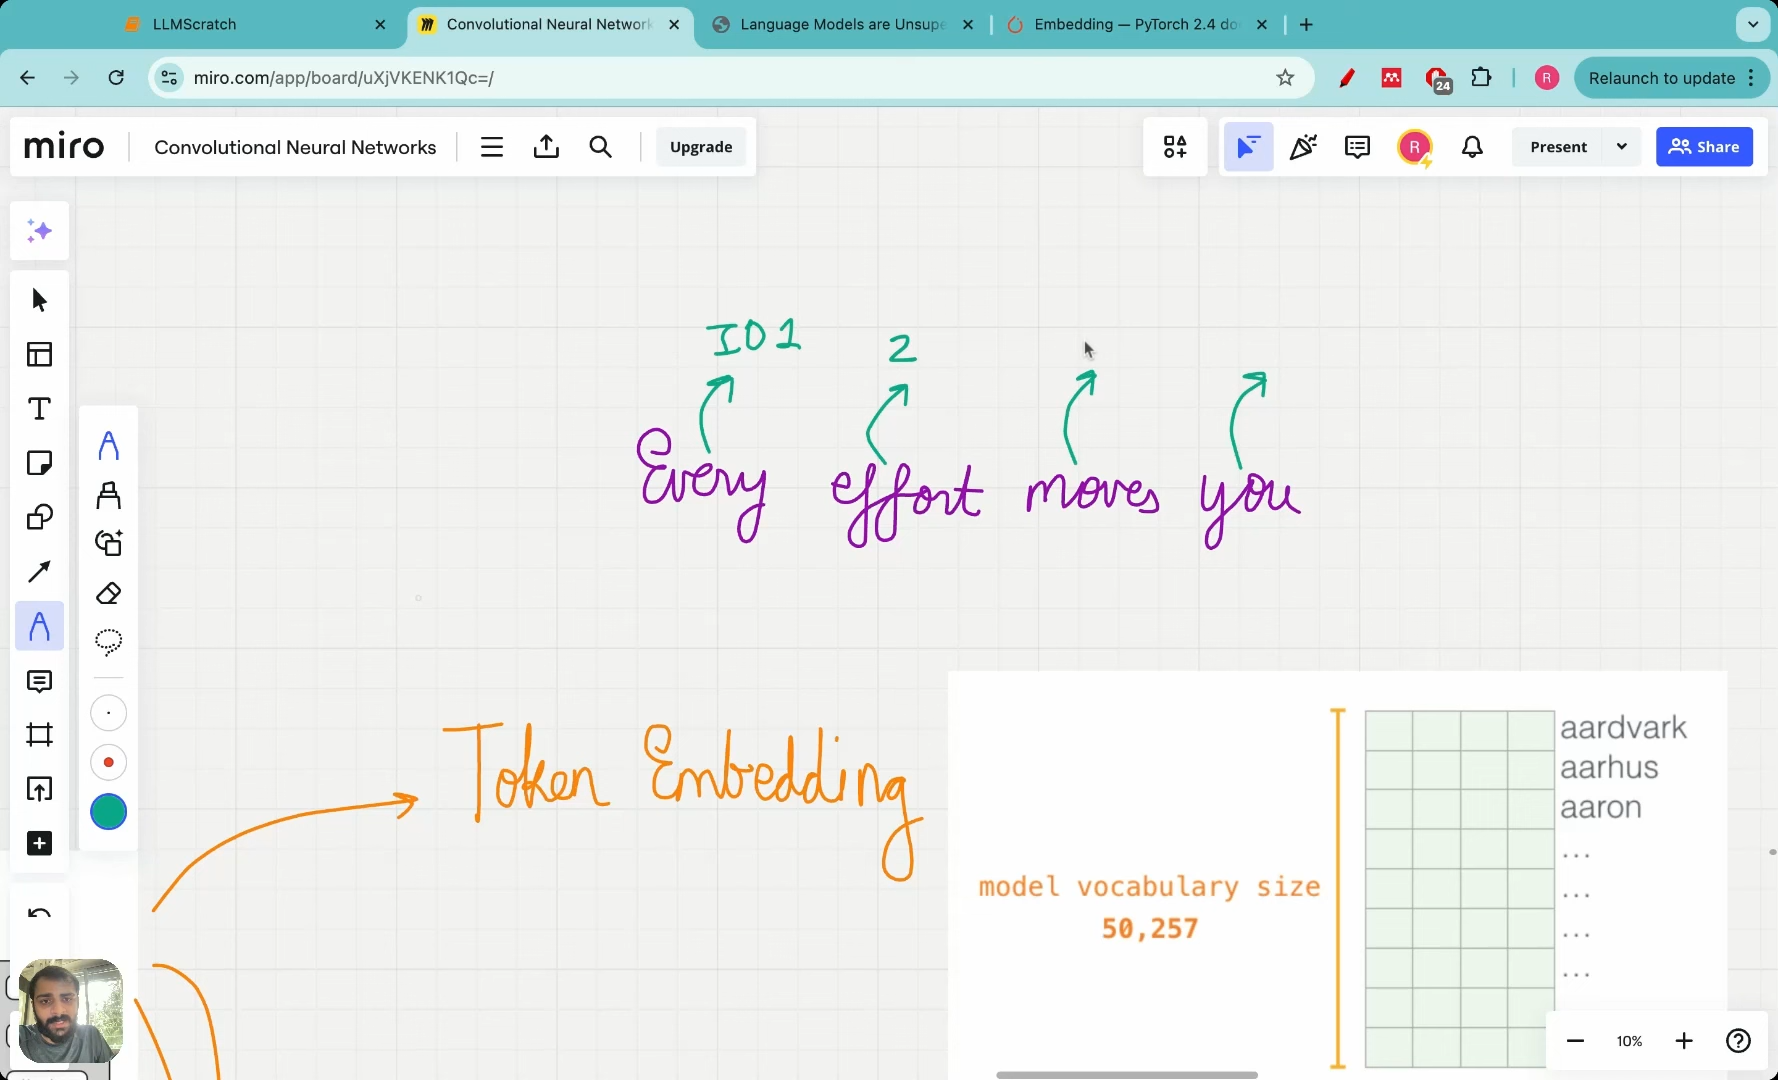 LLMScratch
Convolutional Neural Network
Language Models are Unsupe
Embedding — PyTorch 2.4 do
miro.com/app/board/uXjVKENK1Qc=/
24
R
Relaunch to update
miro
Convolutional Neural Networks
Upgrade
R
Present
Share
ID1 2
Every effort moves you
Token Embedding
model vocabulary size
50,257
aardvark
aarhus
aaron
...
...
...
...
10%